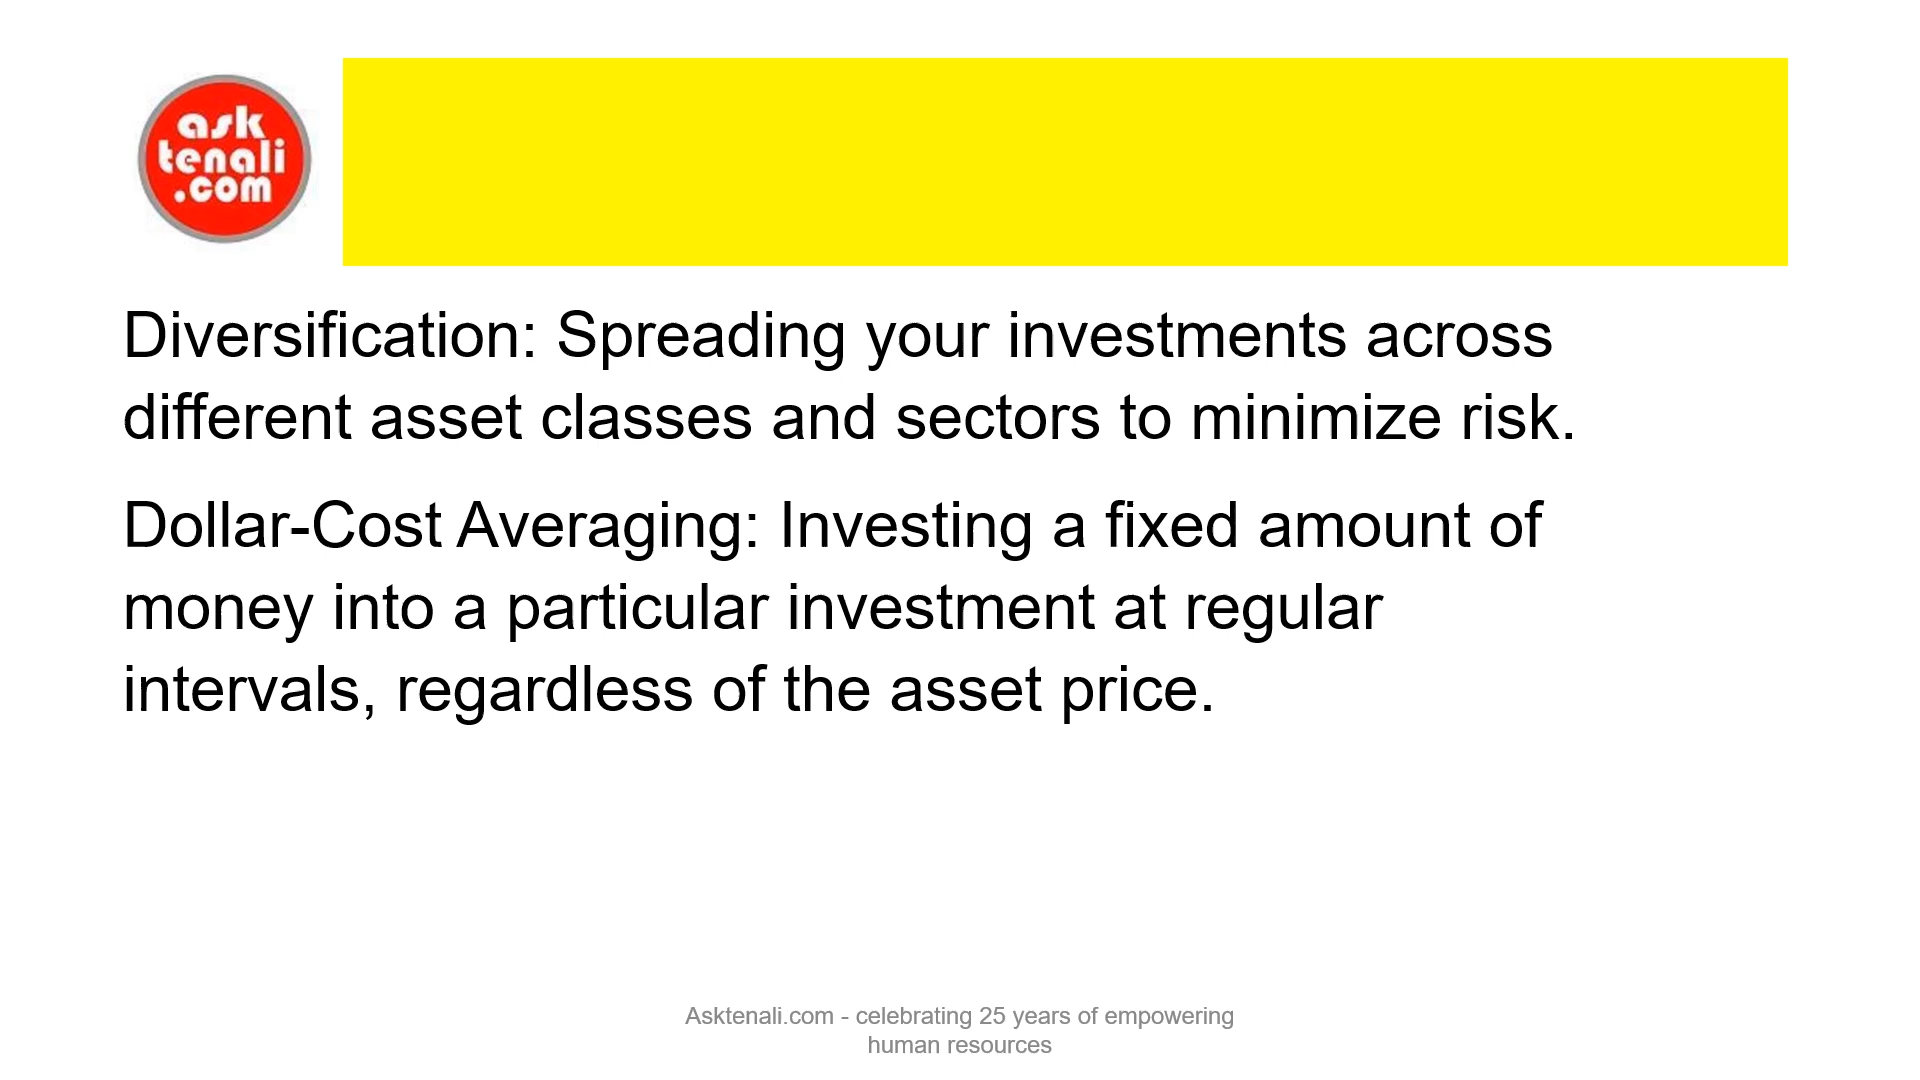 ask
tenali
.com
Diversification: Spreading your investments across
different asset classes and sectors to minimize risk.
Dollar-Cost Averaging: Investing a fixed amount of
money into a particular investment at regular
intervals, regardless of the asset price.
Asktenali.com - celebrating 25 years of empowering
human resources